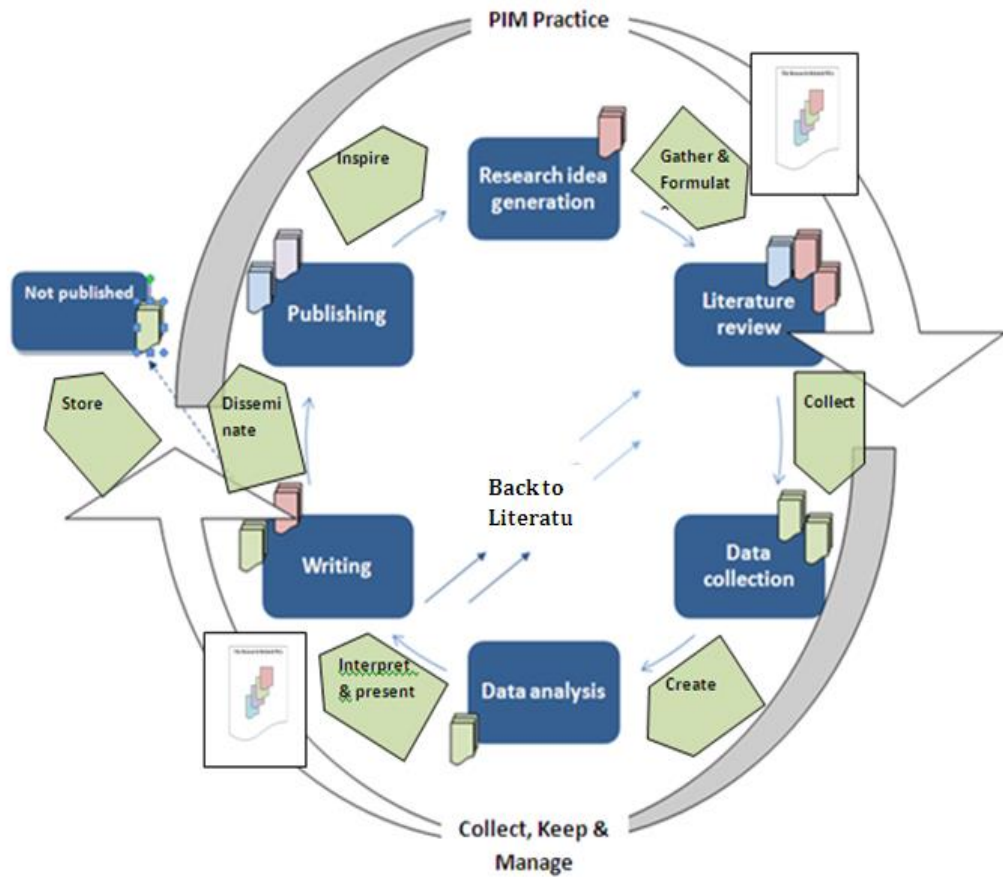 PIM Practice
Inspire
Research idea
generation
Gather &
Formulat
Not published
Publishing
Literature
review
Store
Dissemi
nate
Collect
Back to
Literatu
Writing
Data
collection
Interpret
& present
Data analysis
Create
Collect, Keep &
Manage